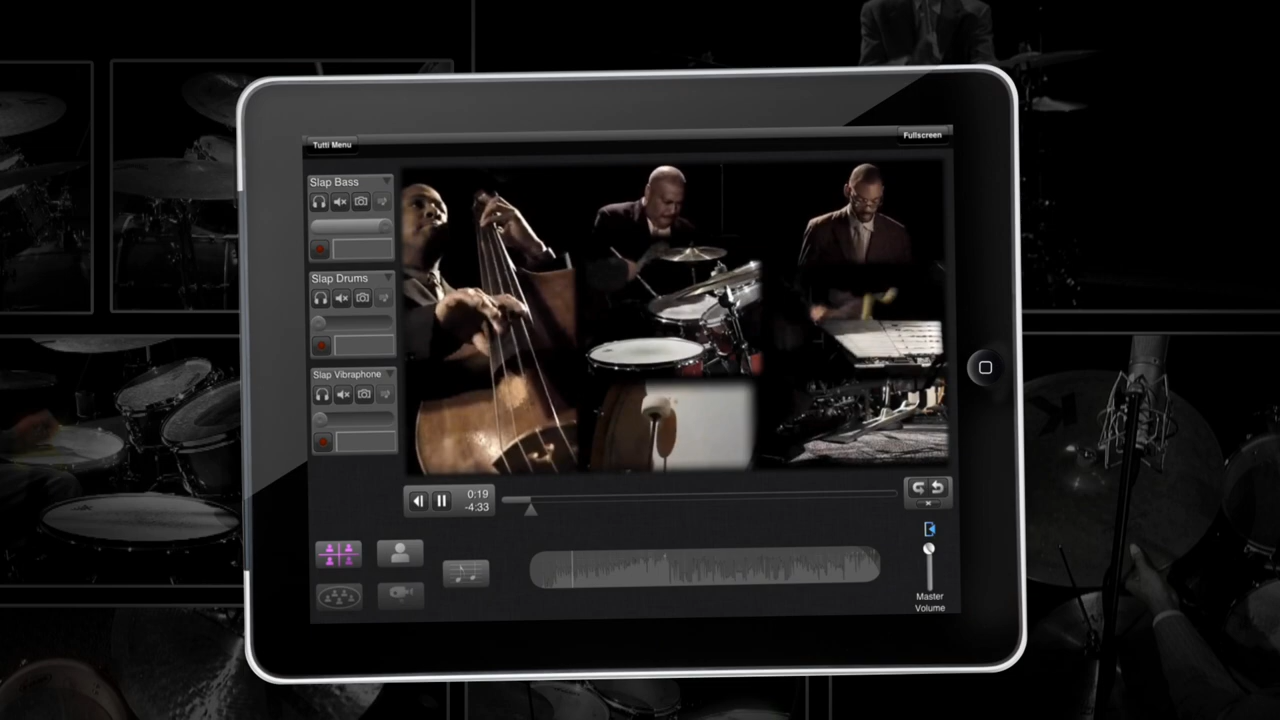 Tutti Menu
Fullscreen
Slap Bass
Slap Drums
Slap Vibraphone
0:19
-4:33
Master
Volume